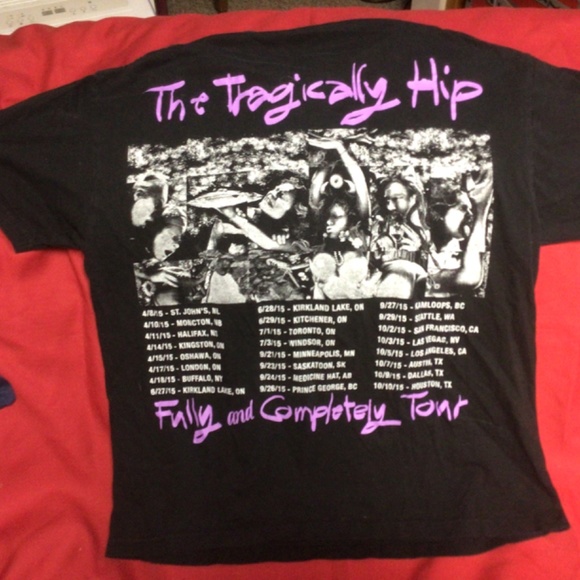 The Tragically Hip
4/8/15 - ST. JOHN'S, NL
4/10/15 - MONCTON, NB
4/11/15 - HALIFAX, NS
4/14/15 - KINGSTON, ON
4/15/15 - OSHAWA, ON
4/17/15 - LONDON, ON
4/18/15 - BUFFALO, NY
6/27/15 - KIRKLAND LAKE, ON
6/28/15 - KIRKLAND LAKE, ON
6/29/15 - KITCHENER, ON
7/1/15 - TORONTO, ON
7/3/15 - WINDSOR, ON
9/21/15 - MINNEAPOLIS, MN
9/23/15 - SASKATOON, SK
9/24/15 - MEDICINE HAT, AB
9/26/15 - PRINCE GEORGE, BC
9/27/15 - KAMLOOPS, BC
9/29/15 - SEATTLE, WA
10/2/15 - SAN FRANCISCO, CA
10/3/15 - LAS VEGAS, NV
10/5/15 - LOS ANGELES, CA
10/7/15 - AUSTIN, TX
10/9/15 - DALLAS, TX
10/10/15 - HOUSTON, TX
Fully and Completely Tour